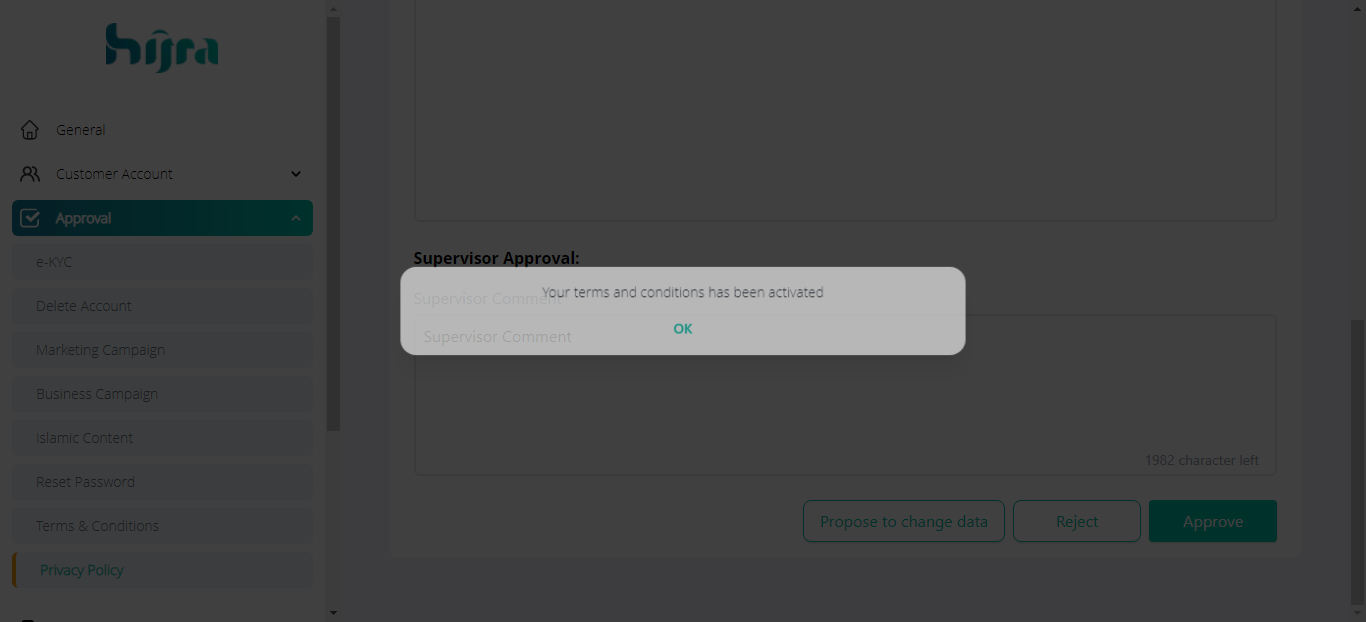 hijra
General
Customer Account
Approval
e-KYC
Delete Account
Marketing Campaign
Business Campaign
Islamic Content
Reset Password
Terms & Conditions
Privacy Policy
Supervisor Approval:
Supervisor Comment
Your terms and conditions has been activated
OK
Supervisor Comment
1982 character left
Propose to change data
Reject
Approve